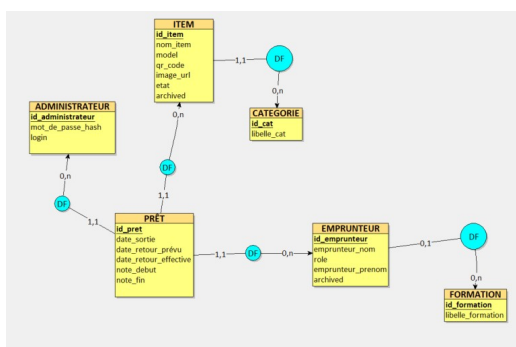 ITEM
id_item
nom_item
model
qr_code
image_url
etat
archived
1,1
DF
0,n
CATEGORIE
id_cat
libelle_cat
0,n
DF
1,1
ADMINISTRATEUR
id_administrateur
mot_de_passe_hash
login
0,n
DF
1,1
PRÊT
id_pret
date_sortie
date_retour_prévu
date_retour_effective
note_debut
note_fin
1,1
DF
0,n
EMPRUNTEUR
id_emprunteur
emprunteur_nom
role
emprunteur_prenom
archived
0,1
DF
0,n
FORMATION
id_formation
libelle_formation